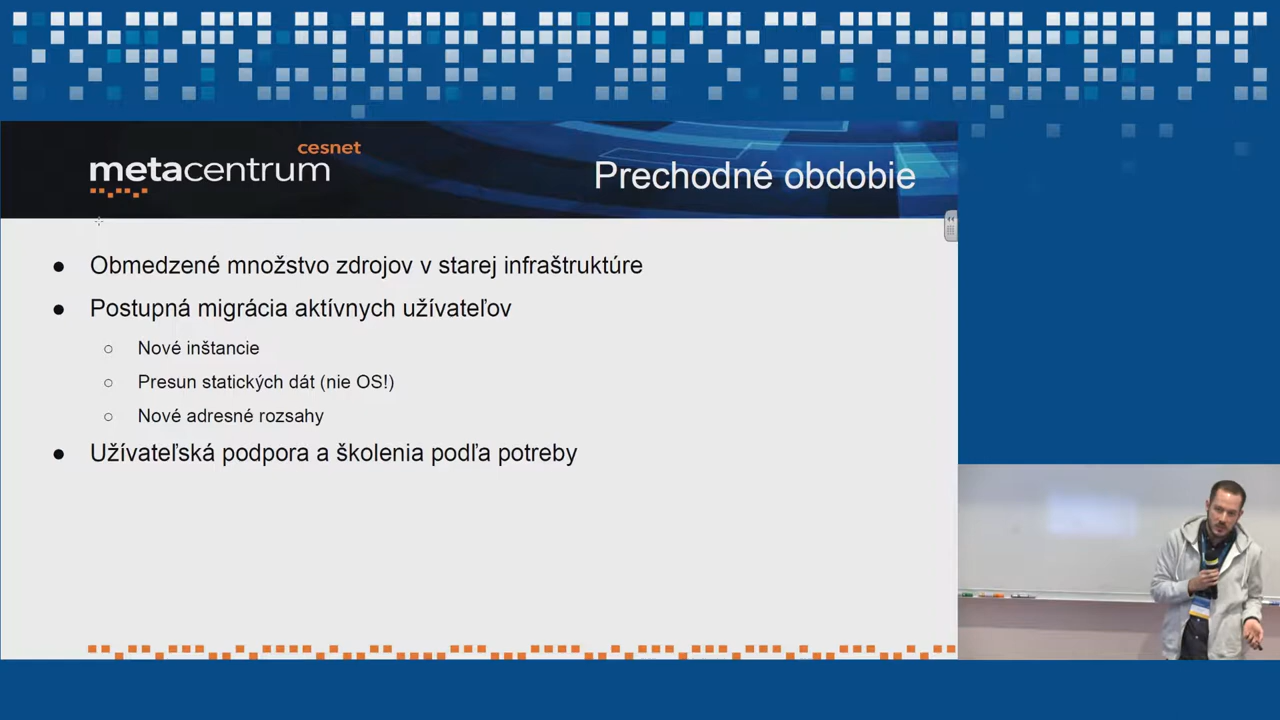 cesnet
metacentrum
Prechodné obdobie
Obmedzené množstvo zdrojov v starej infraštruktúre
Postupná migrácia aktívnych užívateľov
Nové inštancie
Presun statických dát (nie OS!)
Nové adresné rozsahy
Užívateľská podpora a školenia podľa potreby